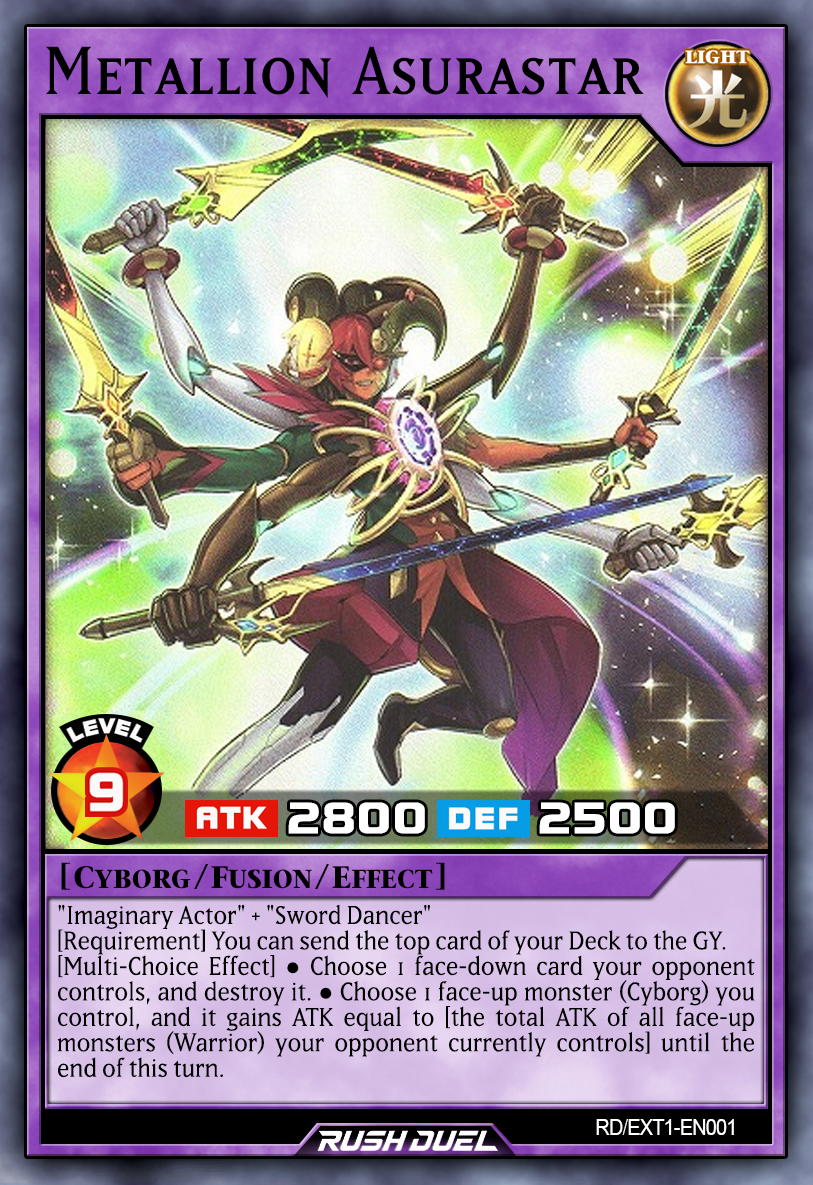 Metallion Asurastar
LIGHT
光
LEVEL
9
ATK 2800 DEF 2500
[Cyborg/Fusion/Effect]
"Imaginary Actor" + "Sword Dancer"
[Requirement] You can send the top card of your Deck to the GY.
[Multi-Choice Effect] ● Choose 1 face-down card your opponent
controls, and destroy it. ● Choose 1 face-up monster (Cyborg) you
control, and it gains ATK equal to [the total ATK of all face-up
monsters (Warrior) your opponent currently controls] until the
end of this turn.
RD/EXT1-EN001
RUSH DUEL